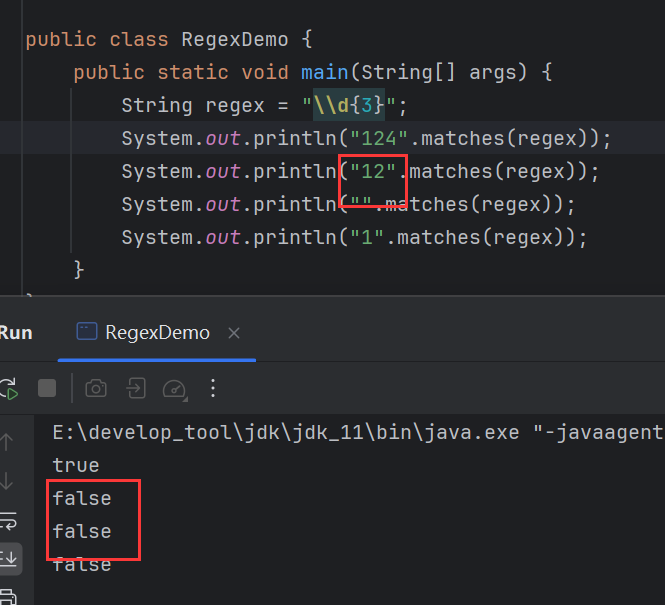 public class RegexDemo {
public static void main(String[] args) {
String regex = "\\d{3}";
System.out.println("124".matches(regex));
System.out.println("12".matches(regex));
System.out.println("".matches(regex));
System.out.println("1".matches(regex));
}
}
Run
RegexDemo
E:\develop_tool\jdk\jdk_11\bin\java.exe "-javaagent
true
false
false
false